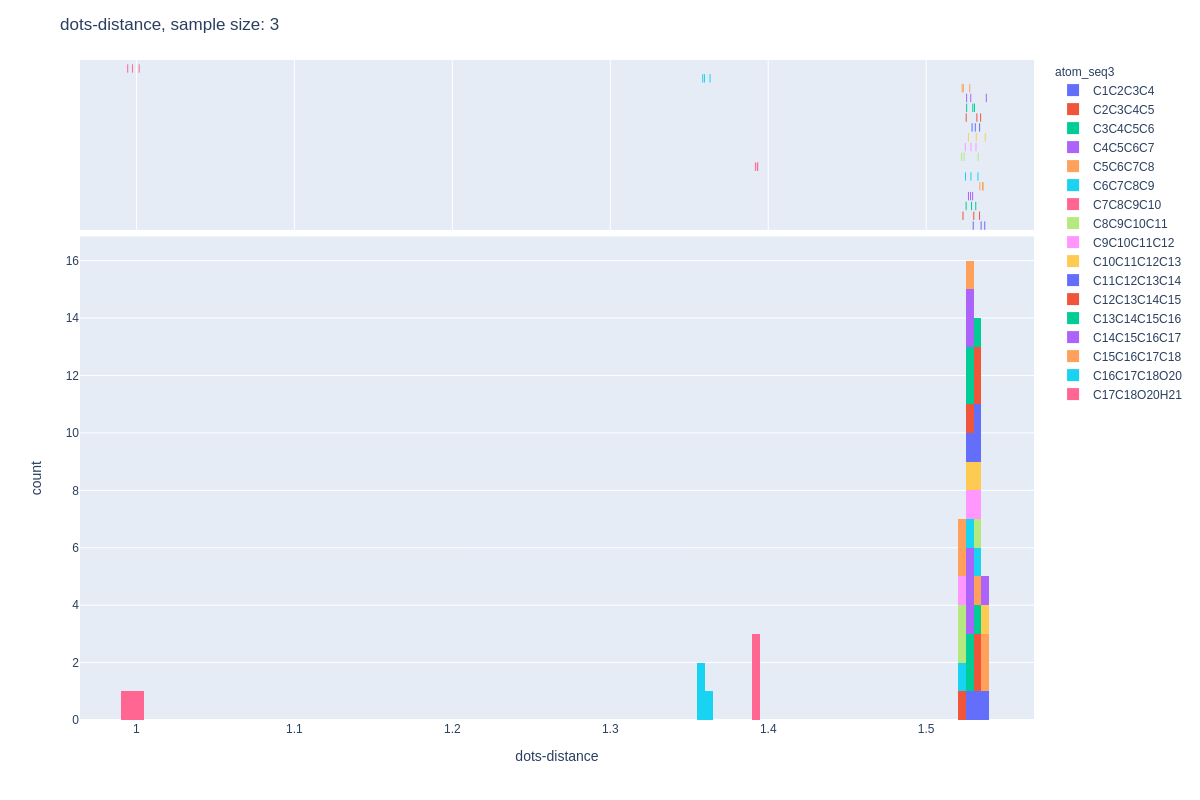 dots-distance, sample size: 3
atom_seq3
C1C2C3C4
C2C3C4C5
C3C4C5C6
C4C5C6C7
C5C6C7C8
C6C7C8C9
C7C8C9C10
C8C9C10C11
C9C10C11C12
C10C11C12C13
C11C12C13C14
C12C13C14C15
C13C14C15C16
C14C15C16C17
C15C16C17C18
C16C17C18O20
C17C18O20H21
16
14
12
10
8
6
4
2
0
count
1
1.1
1.2
1.3
1.4
1.5
dots-distance